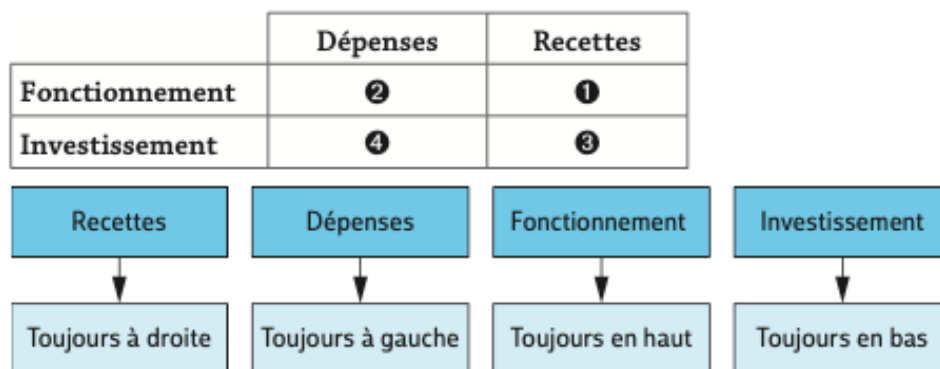 Dépenses Recettes
Fonctionnement ❷ ❶
Investissement ❹ ❸
Recettes Dépenses Fonctionnement Investissement
Toujours à droite Toujours à gauche Toujours en haut Toujours en bas